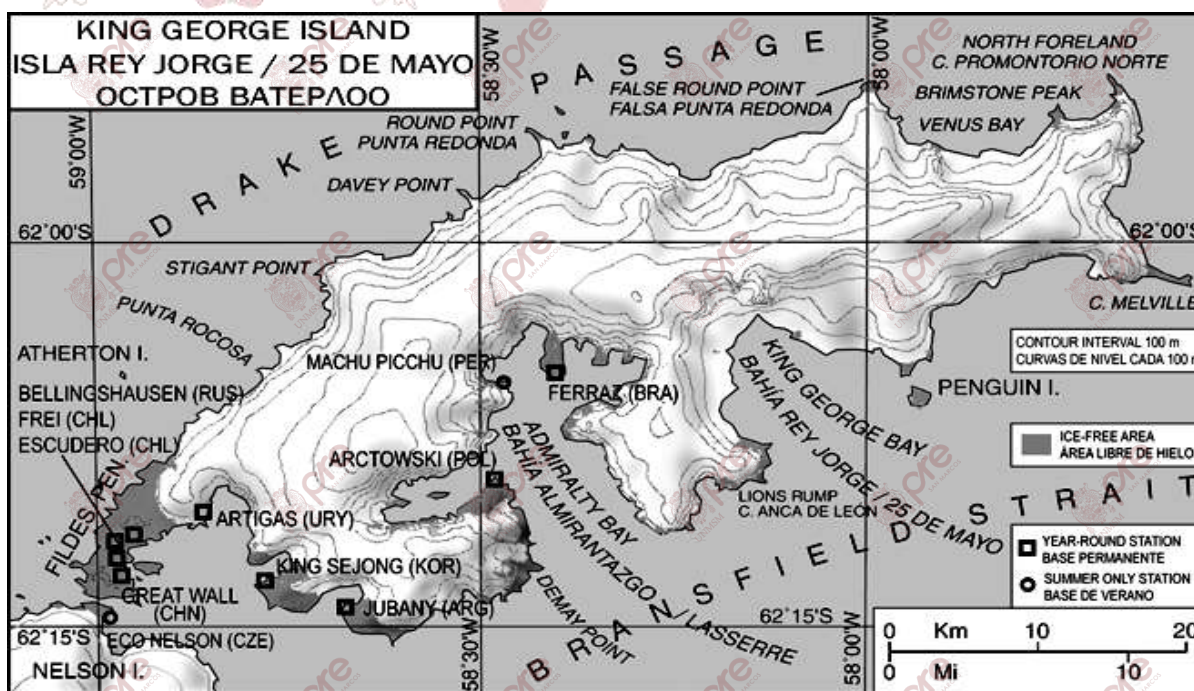 KING GEORGE ISLAND
ISLA REY JORGE / 25 DE MAYO
ОСТРОВ ВАТЕРЛОО
58°30'W
58°00'W
NORTH FORELAND
C. PROMONTORIO NORTE
DRAKE PASSAGE
FALSE ROUND POINT
FALSA PUNTA REDONDA
BRIMSTONE PEAK
VENUS BAY
59°00'W
ROUND POINT
PUNTA REDONDA
DAVEY POINT
62°00'S
62°00'S
STIGANT POINT
C. MELVILLE
PUNTA ROCOSA
CONTOUR INTERVAL 100 m
CURVAS DE NIVEL CADA 100 m
ATHERTON I.
MACHU PICCHU (PER)
BELLINGSHAUSEN (RUS)
FERRAZ (BRA)
PENGUIN I.
FREI (CHL)
ESCUDERO (CHL)
KING GEORGE BAY
BAHÍA REY JORGE / 25 DE MAYO
ICE-FREE AREA
ÁREA LIBRE DE HIELO
ARCTOWSKI (POL)
ADMIRALTY BAY
BAHÍA ALMIRANTAZGO / LASSERRE
LIONS RUMP
C. ANCA DE LEÓN
FILDES PEN.
ARTIGAS (URY)
BRANSFIELD STRAIT
YEAR-ROUND STATION
BASE PERMANENTE
KING SEJONG (KOR)
SUMMER ONLY STATION
BASE DE VERANO
GREAT WALL
(CHN)
JUBANY (ARG)
DEMAY POINT
62°15'S
62°15'S
ECO NELSON (CZE)
NELSON I.
58°30'W
58°00'W
0 Km 10 20
0 Mi 10
pre